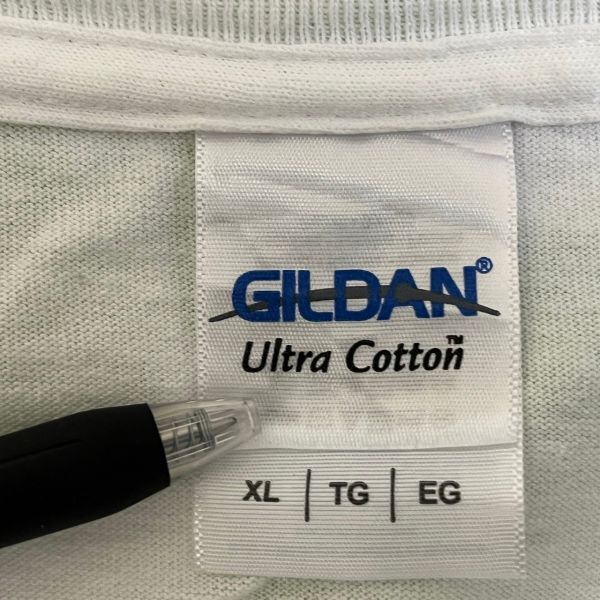 GILDAN®
Ultra Cotton™
XL | TG | EG